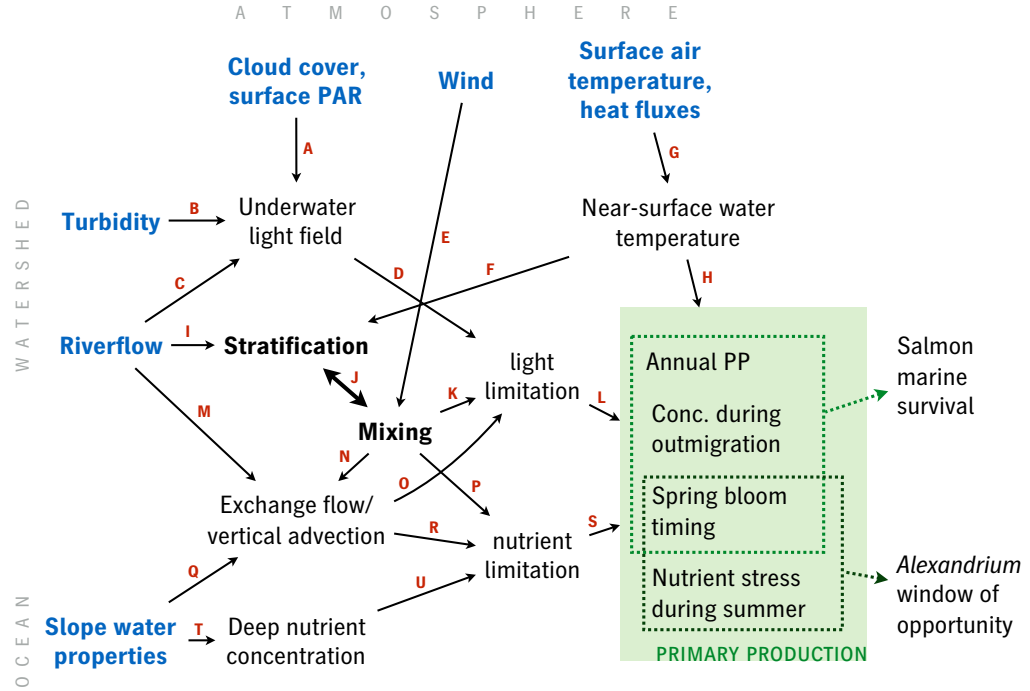 A T M O S P H E R E
Cloud cover,
surface PAR
Wind
Surface air
temperature,
heat fluxes
A
G
WATERSHED
Turbidity
B
Underwater
light field
E
Near-surface water
temperature
C
D
F
H
Riverflow
I
Stratification
J
light
limitation
K
L
Annual PP
Conc. during
outmigration
Salmon
marine
survival
M
Mixing
N
O
P
Exchange flow/
vertical advection
R
nutrient
limitation
S
Spring bloom
timing
Nutrient stress
during summer
Alexandrium
window of
opportunity
Q
U
OCEAN
Slope water
properties
T
Deep nutrient
concentration
PRIMARY PRODUCTION